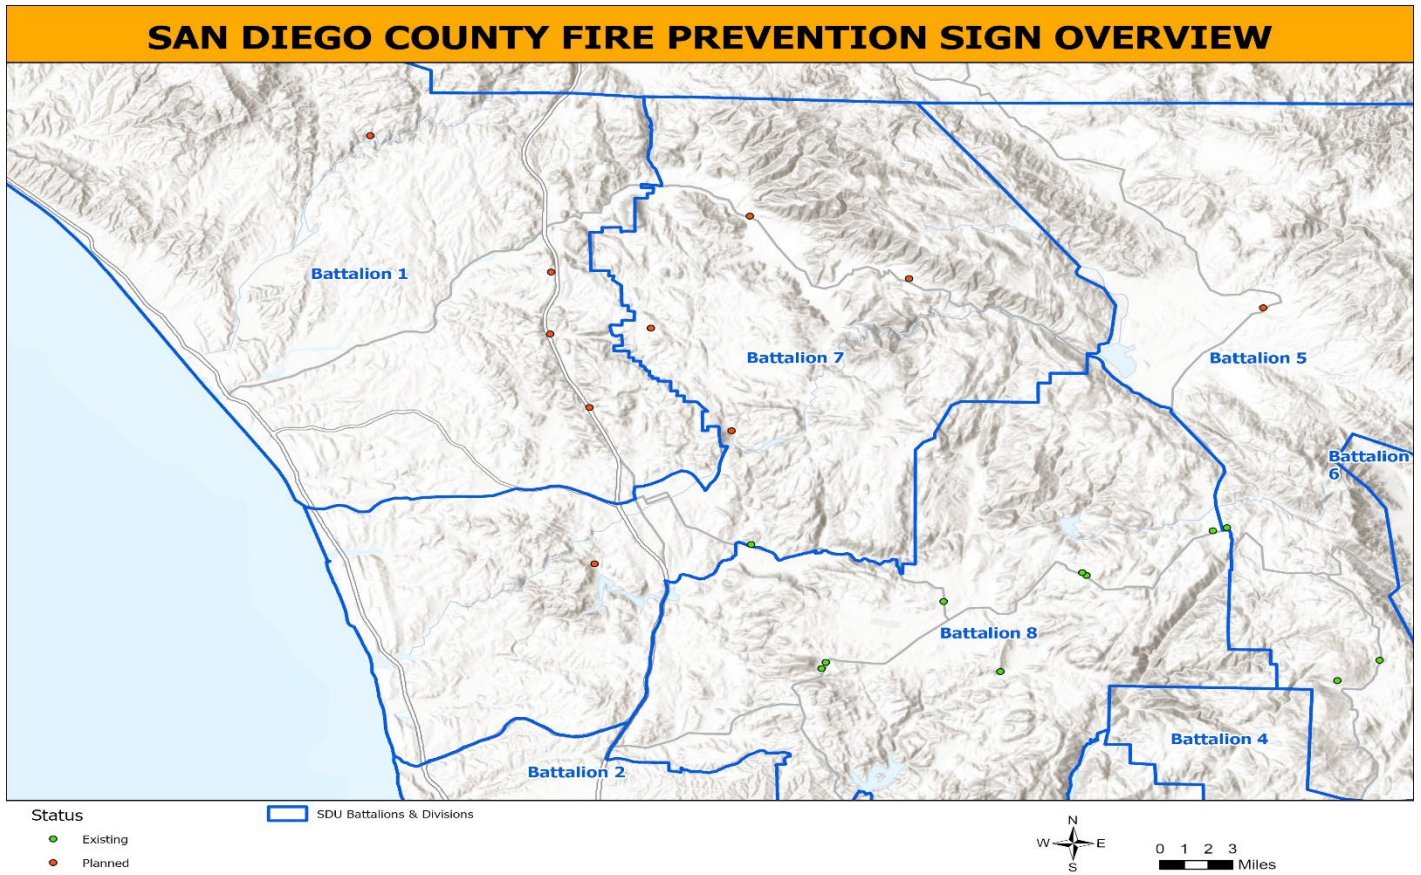 SAN DIEGO COUNTY FIRE PREVENTION SIGN OVERVIEW
Battalion 1
Battalion 7
Battalion 5
Battalion
6
Battalion 8
Battalion 4
Battalion 2
Status
Existing
Planned
SDU Battalions & Divisions
N
W E
S
0 1 2 3
Miles